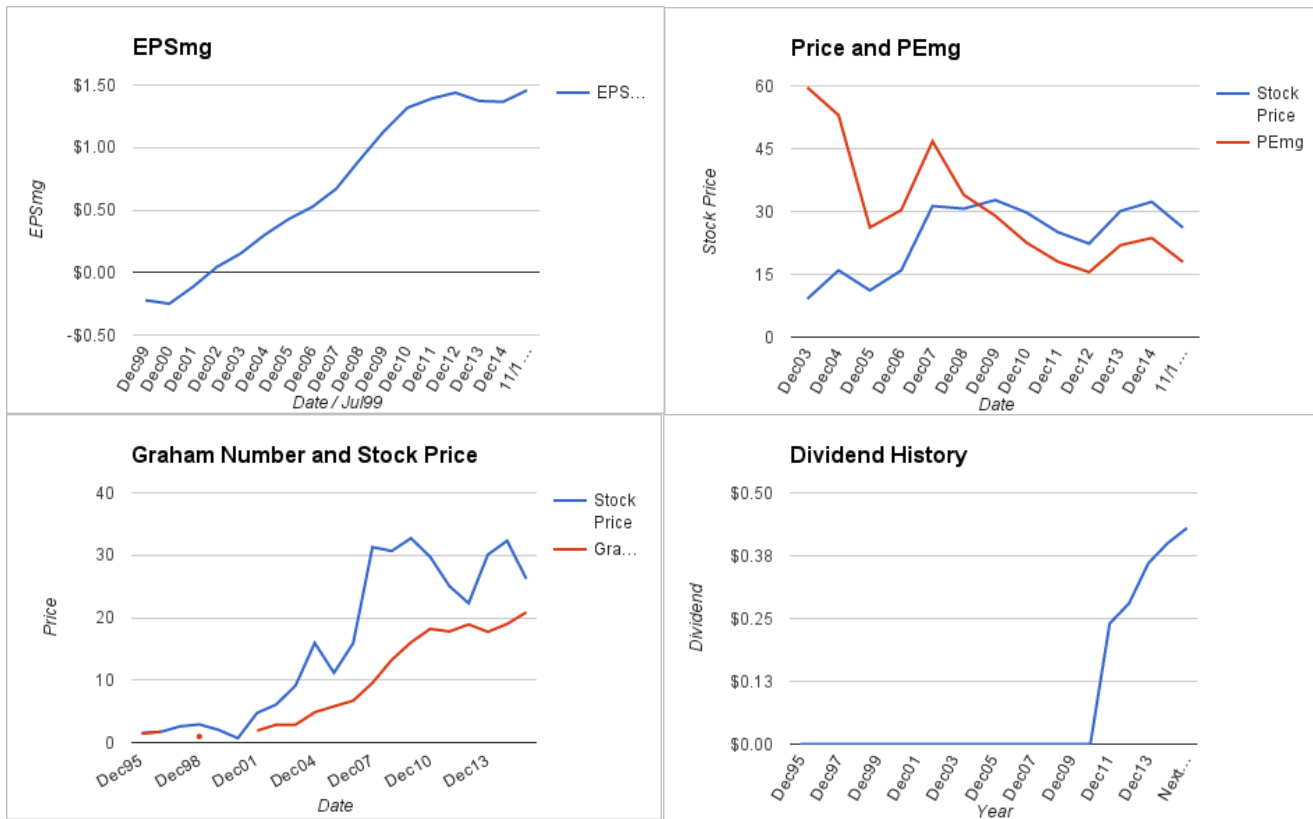 EPSmg
$1.50
$1.00
$0.50
$0.00
-$0.50
EPSmg
Dec99
Dec00
Dec01
Dec02
Dec03
Dec04
Dec05
Dec06
Dec07
Dec08
Dec09
Dec10
Dec11
Dec12
Dec13
Dec14
11/1...
Date / Jul99
EPS...
Price and PEmg
60
45
30
15
0
Stock Price
Dec03
Dec04
Dec05
Dec06
Dec07
Dec08
Dec09
Dec10
Dec11
Dec12
Dec13
Dec14
11/1...
Date
Stock
Price
PEmg
Graham Number and Stock Price
40
30
20
10
0
Price
Dec95
Dec98
Dec01
Dec04
Dec07
Dec10
Dec13
Date
Stock
Price
Gra...
Dividend History
$0.50
$0.38
$0.25
$0.13
$0.00
Dividend
Dec95
Dec97
Dec99
Dec01
Dec03
Dec05
Dec07
Dec09
Dec11
Dec13
Next...
Year